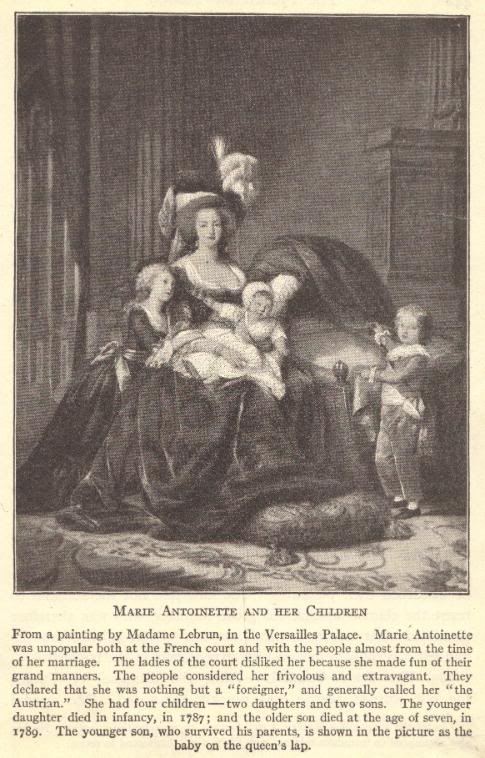 Marie Antoinette and her Children
From a painting by Madame Lebrun, in the Versailles Palace. Marie Antoinette
was unpopular both at the French court and with the people almost from the time
of her marriage. The ladies of the court disliked her because she made fun of their
grand manners. The people considered her frivolous and extravagant. They
declared that she was nothing but a "foreigner," and generally called her "the
Austrian." She had four children — two daughters and two sons. The younger
daughter died in infancy, in 1787; and the older son died at the age of seven, in
1789. The younger son, who survived his parents, is shown in the picture as the
baby on the queen's lap.